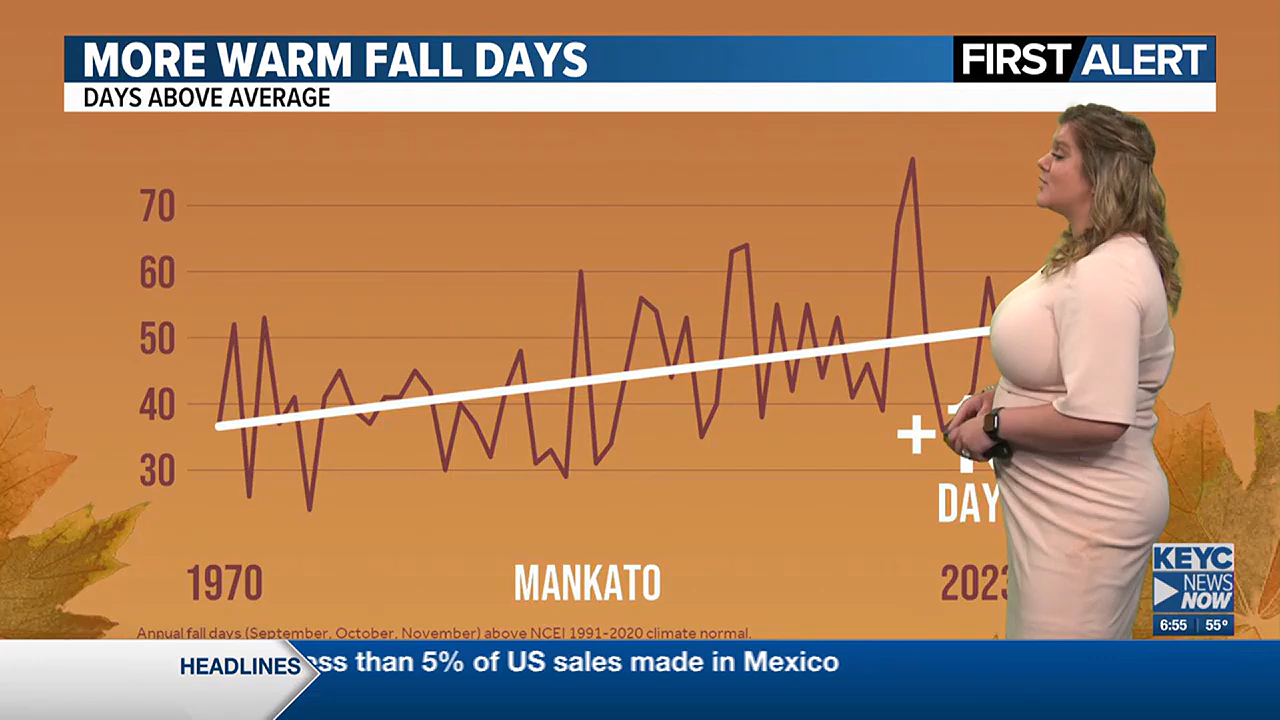 MORE WARM FALL DAYS
FIRST ALERT
DAYS ABOVE AVERAGE
70
60
50
40
30
+
1970
MANKATO
2023
Annual fall days (September, October, November) above NCEI 1991-2020 climate normal.
KEYC
NEWS
NOW
6:55 55°
HEADLINES than 5% of US sales made in Mexico